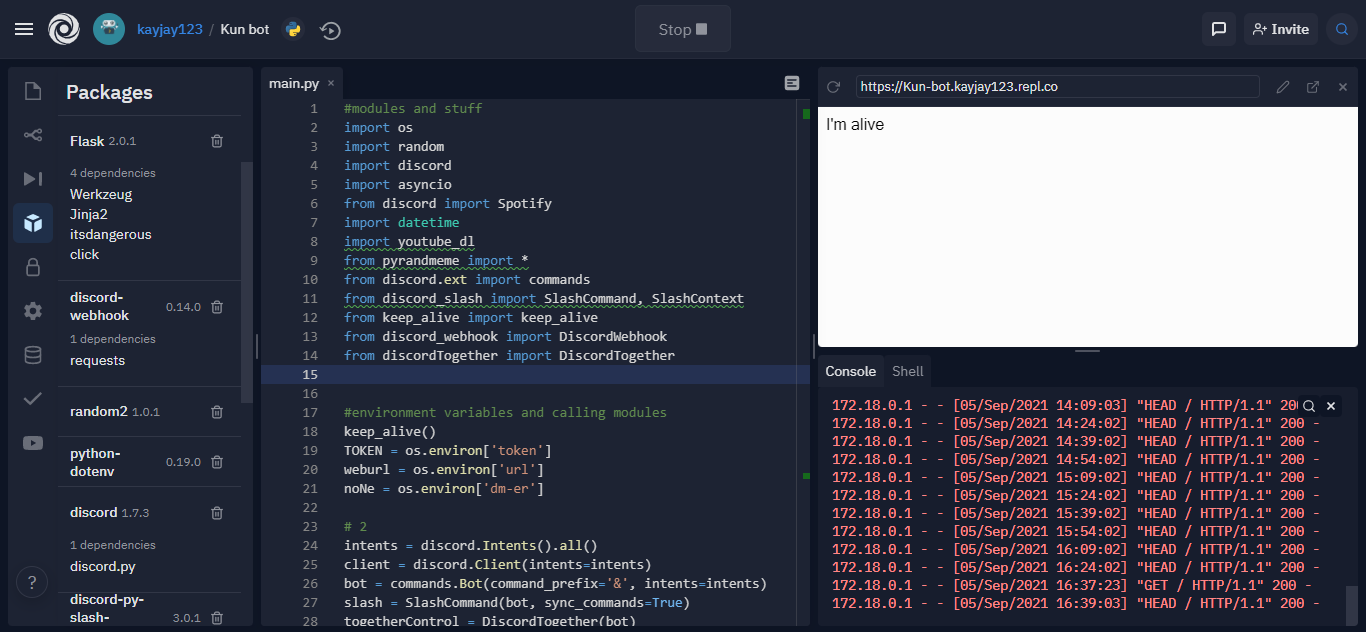 kayjay123 / Kun bot
Stop
Invite
Packages
Flask 2.0.1
4 dependencies
Werkzeug
Jinja2
itsdangerous
click
discord-
webhook
0.14.0
1 dependencies
requests
random2 1.0.1
python-
dotenv
0.19.0
discord 1.7.3
1 dependencies
discord.py
discord-py-
slash-
3.0.1
?
main.py ×
1 #modules and stuff
2 import os
3 import random
4 import discord
5 import asyncio
6 from discord import Spotify
7 import datetime
8 import youtube_dl
9 from pyrandmeme import *
10 from discord.ext import commands
11 from discord_slash import SlashCommand, SlashContext
12 from keep_alive import keep_alive
13 from discord_webhook import DiscordWebhook
14 from discordTogether import DiscordTogether
15
16
17 #environment variables and calling modules
18 keep_alive()
19 TOKEN = os.environ['token']
20 weburl = os.environ['url']
21 noNe = os.environ['dm-er']
22
23 # 2
24 intents = discord.Intents().all()
25 client = discord.Client(intents=intents)
26 bot = commands.Bot(command_prefix='&', intents=intents)
27 slash = SlashCommand(bot, sync_commands=True)
28 togetherControl = DiscordTogether(bot)
https://Kun-bot.kayjay123.repl.co
I'm alive
Console Shell
172.18.0.1 - - [05/Sep/2021 14:09:03] "HEAD / HTTP/1.1" 200
172.18.0.1 - - [05/Sep/2021 14:24:02] "HEAD / HTTP/1.1" 200 -
172.18.0.1 - - [05/Sep/2021 14:39:02] "HEAD / HTTP/1.1" 200 -
172.18.0.1 - - [05/Sep/2021 14:54:02] "HEAD / HTTP/1.1" 200 -
172.18.0.1 - - [05/Sep/2021 15:09:02] "HEAD / HTTP/1.1" 200 -
172.18.0.1 - - [05/Sep/2021 15:24:02] "HEAD / HTTP/1.1" 200 -
172.18.0.1 - - [05/Sep/2021 15:39:02] "HEAD / HTTP/1.1" 200 -
172.18.0.1 - - [05/Sep/2021 15:54:02] "HEAD / HTTP/1.1" 200 -
172.18.0.1 - - [05/Sep/2021 16:09:02] "HEAD / HTTP/1.1" 200 -
172.18.0.1 - - [05/Sep/2021 16:24:02] "HEAD / HTTP/1.1" 200 -
172.18.0.1 - - [05/Sep/2021 16:37:23] "GET / HTTP/1.1" 200 -
172.18.0.1 - - [05/Sep/2021 16:39:03] "HEAD / HTTP/1.1" 200 -